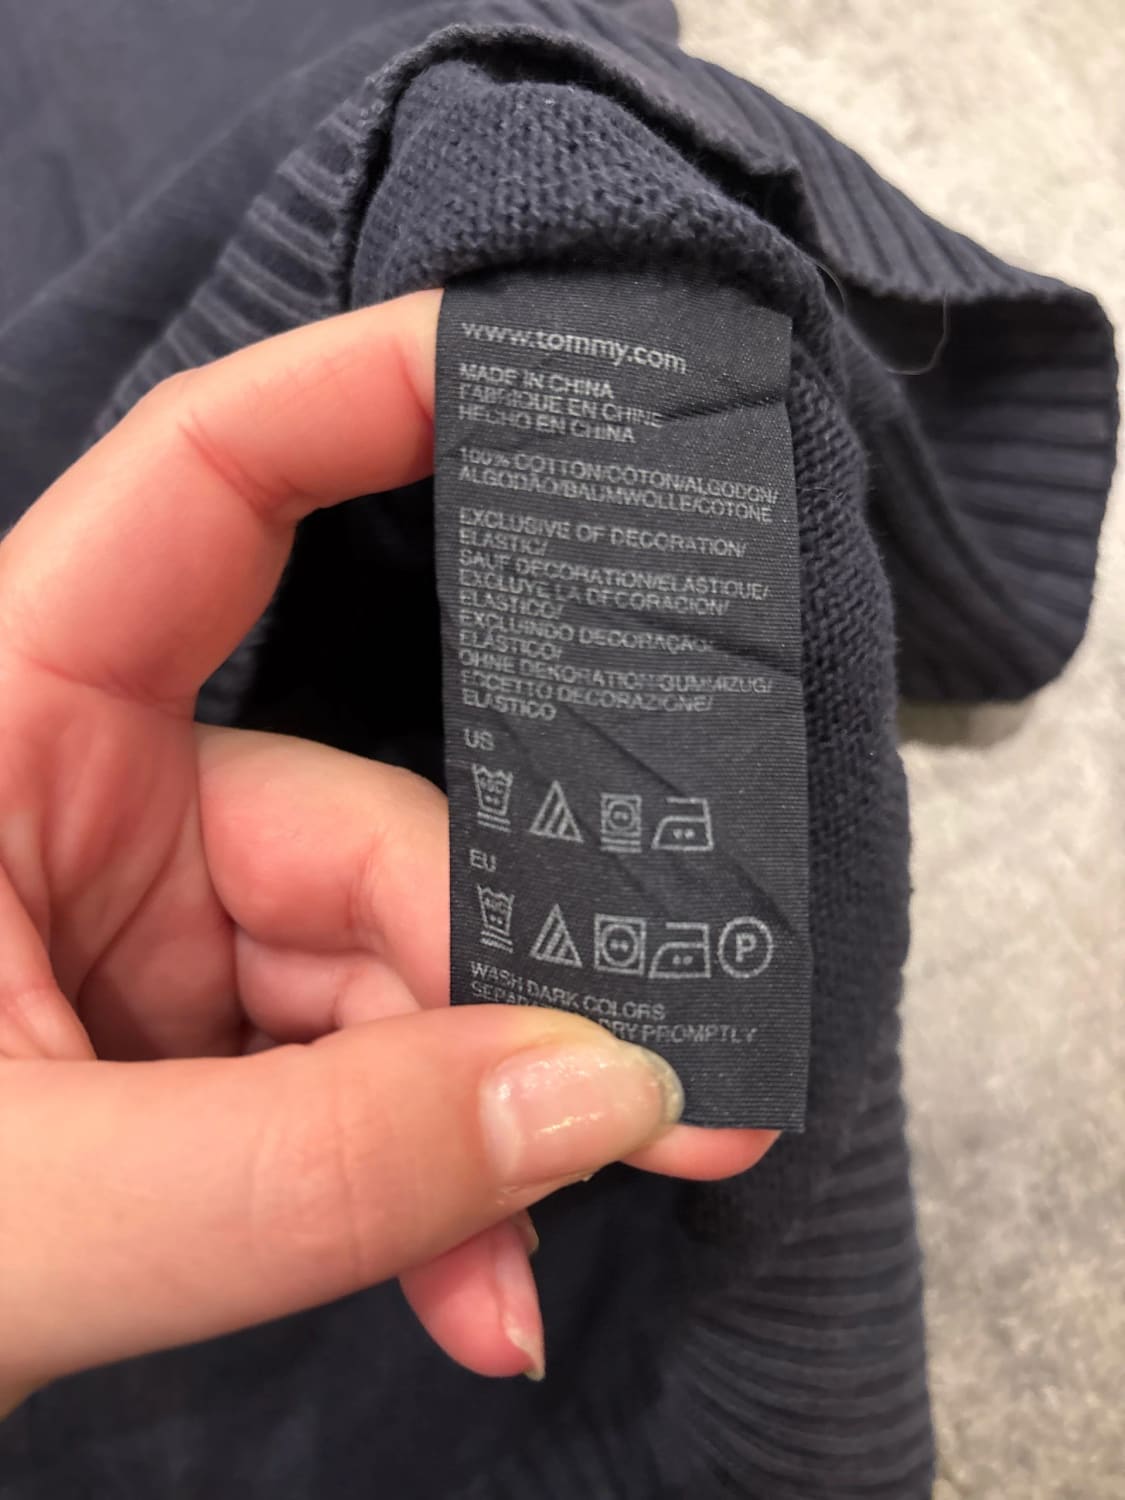 www.tommy.com
MADE IN CHINA
FABRIQUE EN CHINE
HECHO EN CHINA
100% COTTON/COTON/ALGODON/
ALGODÃO/BAUMWOLLE/COTONE
EXCLUSIVE OF DECORATION/
ELASTIC/
SAUF DECORATION/ELASTIQUE/
EXCLUYE LA DECORACION/
ELASTICO/
EXCLUINDO DECORAÇÃO/
ELÁSTICO/
OHNE DEKORATION/GUMMIZUG/
ECCETTO DECORAZIONE/
ELASTICO
US
EU
P
WASH DARK COLORS
DRY PROMPTLY